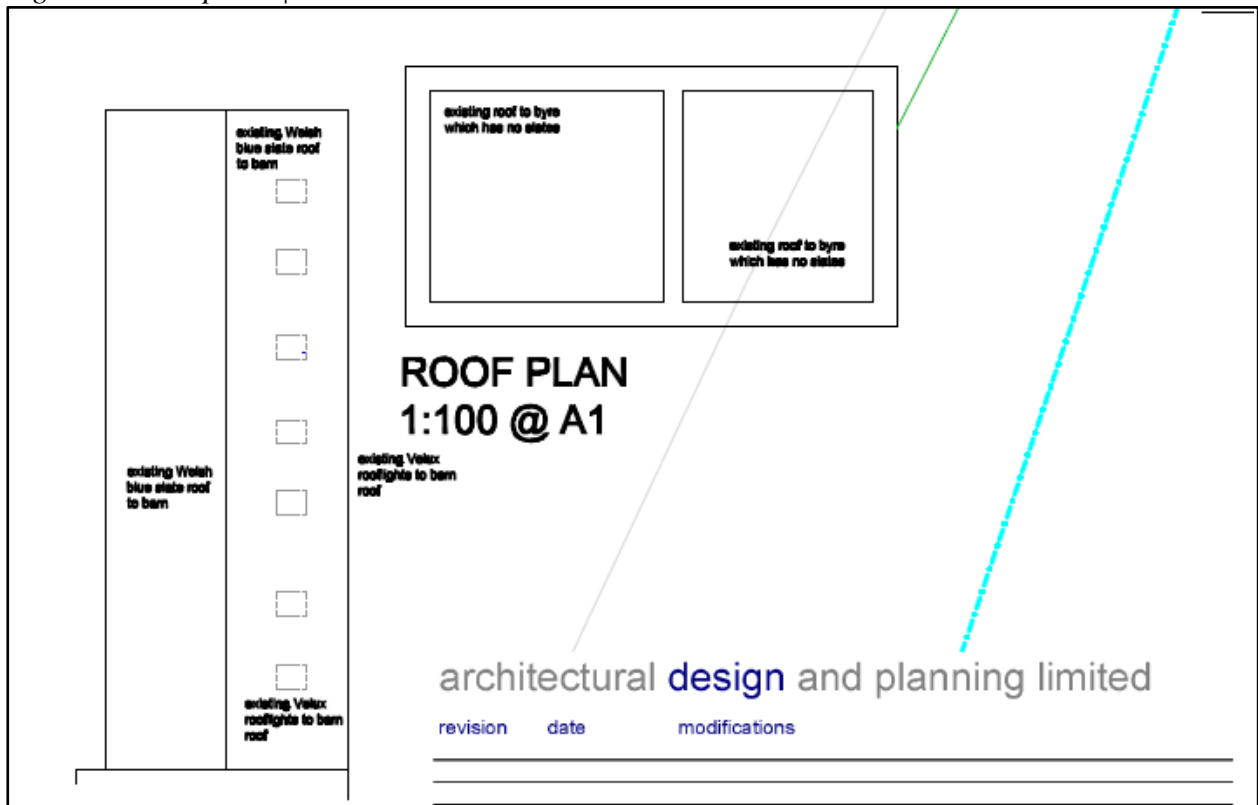 existing Welsh
blue slate roof
to barn
existing roof to byre
which has no slates
existing roof to byre
which has no slates
ROOF PLAN
1:100 @ A1
existing Velux
rooflights to barn
roof
existing Welsh
blue slate roof
to barn
existing Velux
rooflights to barn
roof
architectural design and planning limited
revision date modifications